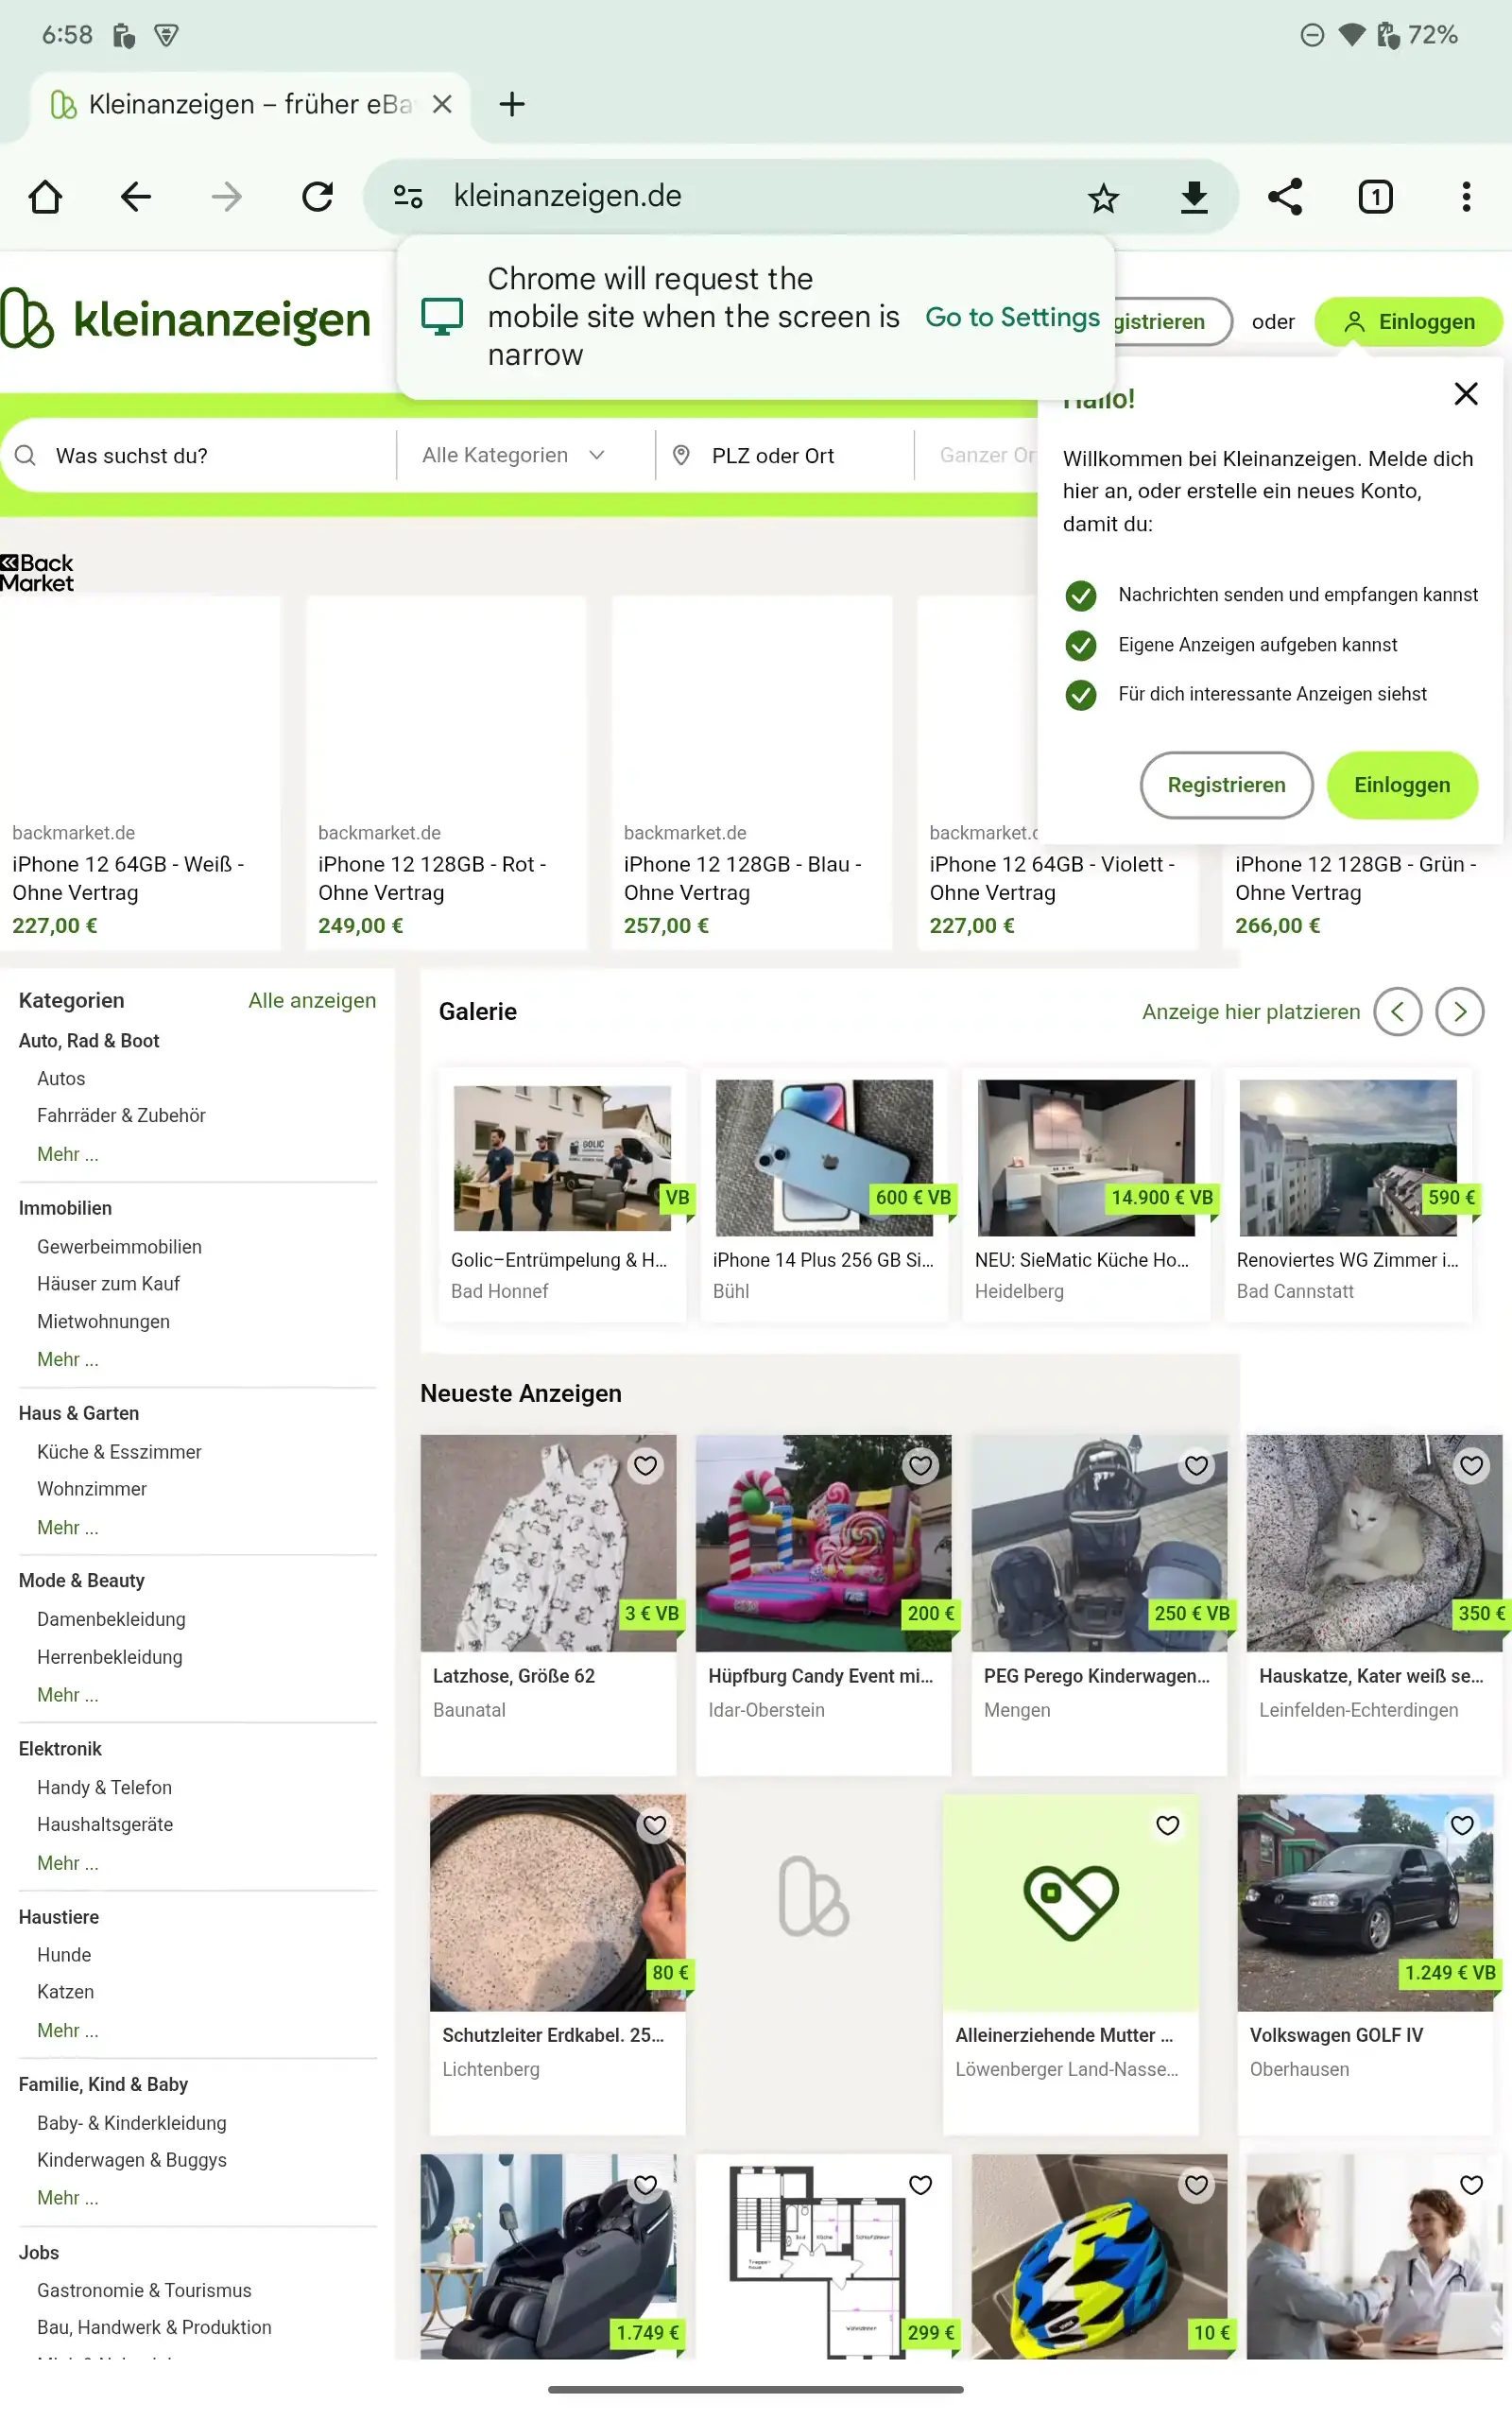 6:58
72%
Kleinanzeigen – früher eBa
kleinanzeigen.de
Chrome will request the
mobile site when the screen is
narrow
Go to Settings
kleinanzeigen
gistrieren
oder
Einloggen
Hallo!
Willkommen bei Kleinanzeigen. Melde dich
hier an, oder erstelle ein neues Konto,
damit du:
Nachrichten senden und empfangen kannst
Eigene Anzeigen aufgeben kannst
Für dich interessante Anzeigen siehst
Registrieren
Einloggen
Was suchst du?
Alle Kategorien
PLZ oder Ort
Ganzer Or
Back
Market
backmarket.de
iPhone 12 64GB - Weiß -
Ohne Vertrag
227,00 €
backmarket.de
iPhone 12 128GB - Rot -
Ohne Vertrag
249,00 €
backmarket.de
iPhone 12 128GB - Blau -
Ohne Vertrag
257,00 €
backmarket.d
iPhone 12 64GB - Violett -
Ohne Vertrag
227,00 €
iPhone 12 128GB - Grün -
Ohne Vertrag
266,00 €
Kategorien
Alle anzeigen
Auto, Rad & Boot
Autos
Fahrräder & Zubehör
Mehr ...
Immobilien
Gewerbeimmobilien
Häuser zum Kauf
Mietwohnungen
Mehr ...
Haus & Garten
Küche & Esszimmer
Wohnzimmer
Mehr ...
Mode & Beauty
Damenbekleidung
Herrenbekleidung
Mehr ...
Elektronik
Handy & Telefon
Haushaltsgeräte
Mehr ...
Haustiere
Hunde
Katzen
Mehr ...
Familie, Kind & Baby
Baby- & Kinderkleidung
Kinderwagen & Buggys
Mehr ...
Jobs
Gastronomie & Tourismus
Bau, Handwerk & Produktion
Galerie
Anzeige hier platzieren
GOLIC
VB
Golic–Entrümpelung & H...
Bad Honnef
600 € VB
iPhone 14 Plus 256 GB Si...
Bühl
14.900 € VB
NEU: SieMatic Küche Ho...
Heidelberg
590 €
Renoviertes WG Zimmer i...
Bad Cannstatt
Neueste Anzeigen
3 € VB
Latzhose, Größe 62
Baunatal
200 €
Hüpfburg Candy Event mi...
Idar-Oberstein
250 € VB
PEG Perego Kinderwagen...
Mengen
350 €
Hauskatze, Kater weiß se...
Leinfelden-Echterdingen
80 €
Schutzleiter Erdkabel. 25...
Lichtenberg
Alleinerziehende Mutter ...
Löwenberger Land-Nasse...
1.249 € VB
Volkswagen GOLF IV
Oberhausen
1.749 €
Bad
Küche
Schlafzimmer
299 €
10 €